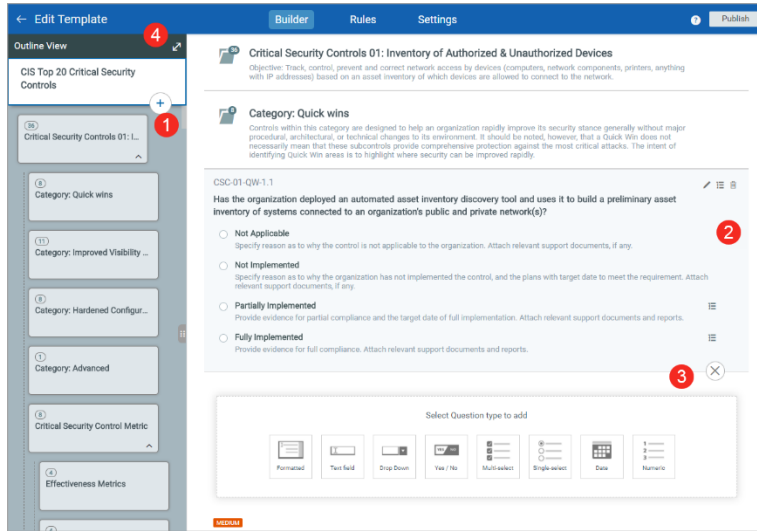 ← Edit Template
Builder
Rules
Settings
?
Publish
Outline View
4
CIS Top 20 Critical Security
Controls
+
1
36
Critical Security Controls 01: I...
8
Category: Quick wins
11
Category: Improved Visibility ...
8
Category: Hardened Configur...
1
Category: Advanced
8
Critical Security Control Metric
4
Effectiveness Metrics
36
Critical Security Controls 01: Inventory of Authorized & Unauthorized Devices
Objective: Track, control, prevent and correct network access by devices (computers, network components, printers, anything
with IP addresses) based on an asset inventory of which devices are allowed to connect to the network.
8
Category: Quick wins
Controls within this category are designed to help an organization rapidly improve its security stance generally without major
procedural, architectural, or technical changes to its environment. It should be noted, however, that a Quick Win does not
necessarily mean that these subcontrols provide comprehensive protection against the most critical attacks. The intent of
identifying Quick Win areas is to highlight where security can be improved rapidly.
CSC-01-QW-1.1
Has the organization deployed an automated asset inventory discovery tool and uses it to build a preliminary asset
inventory of systems connected to an organization's public and private network(s)?
2
Not Applicable
Specify reason as to why the control is not applicable to the organization. Attach relevant support documents, if any.
Not Implemented
Specify reason as to why the organization has not implemented the control, and the plans with target date to meet the requirement. Attach
relevant support documents, if any.
Partially Implemented
Provide evidence for partial compliance and the target date of full implementation. Attach relevant support documents and reports.
Fully Implemented
Provide evidence for full compliance. Attach relevant support documents and reports.
3
Select Question type to add
Formatted
Text field
Drop Down
YES NO
Yes / No
Multi-select
Single-select
Date
1
2
3
Numeric
MEDIUM